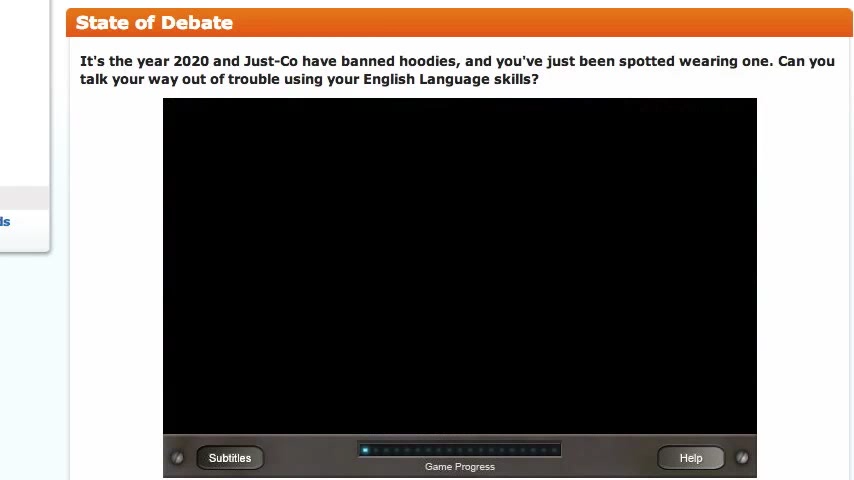 State of Debate
It's the year 2020 and Just-Co have banned hoodies, and you've just been spotted wearing one. Can you
talk your way out of trouble using your English Language skills?
Subtitles
Game Progress
Help